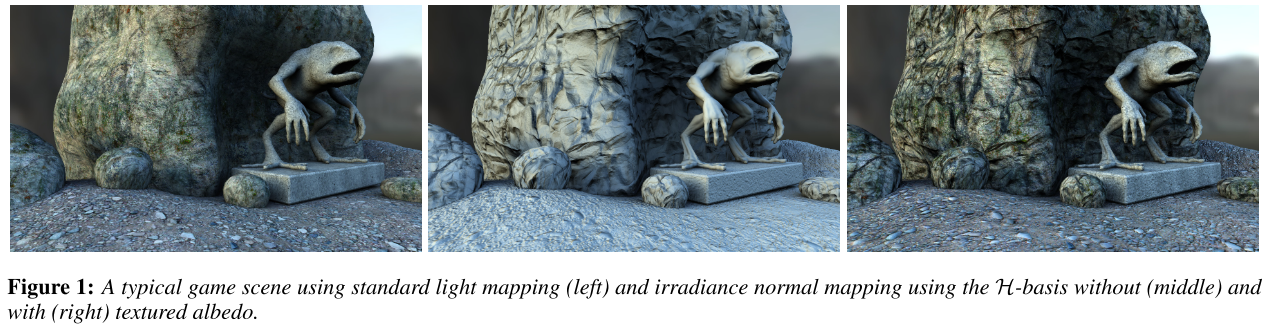 Figure 1: A typical game scene using standard light mapping (left) and irradiance normal mapping using the ℋ-basis without (middle) and
with (right) textured albedo.